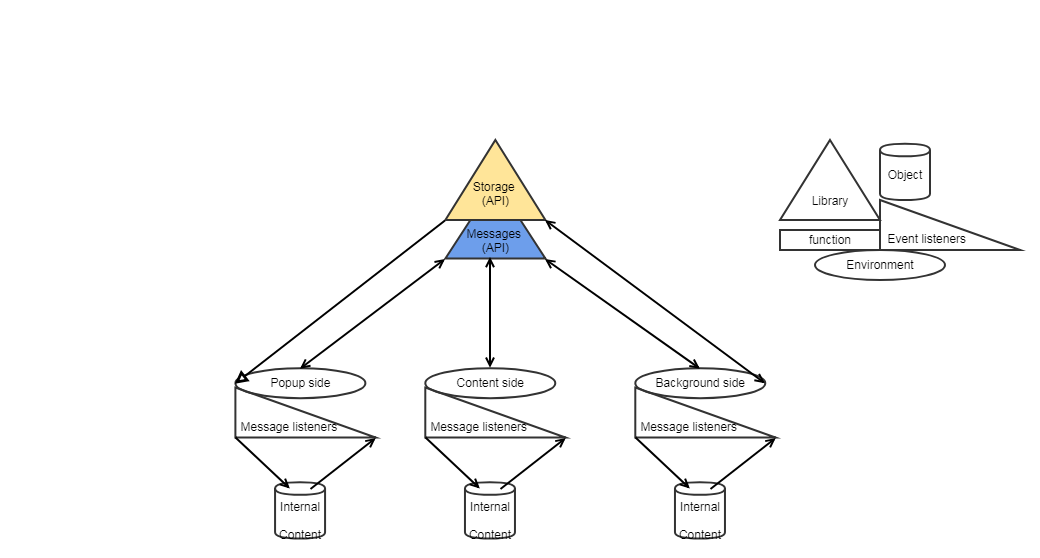 Storage
(API)
Messages
(API)
Library
Object
function
Event listeners
Environment
Popup side
Content side
Background side
Message listeners
Message listeners
Message listeners
Internal
Content
Internal
Content
Internal
Content